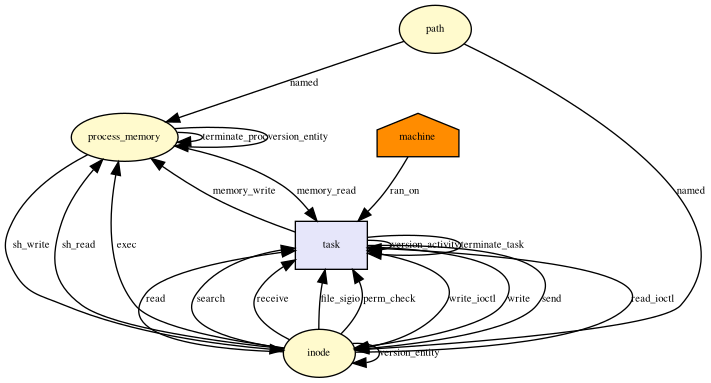 path
named
process_memory
terminate_proc
version_entity
machine
memory_write
memory_read
ran_on
named
sh_write
sh_read
exec
task
version_activity
terminate_task
read
search
receive
file_sigio
perm_check
write_ioctl
write
send
read_ioctl
inode
version_entity